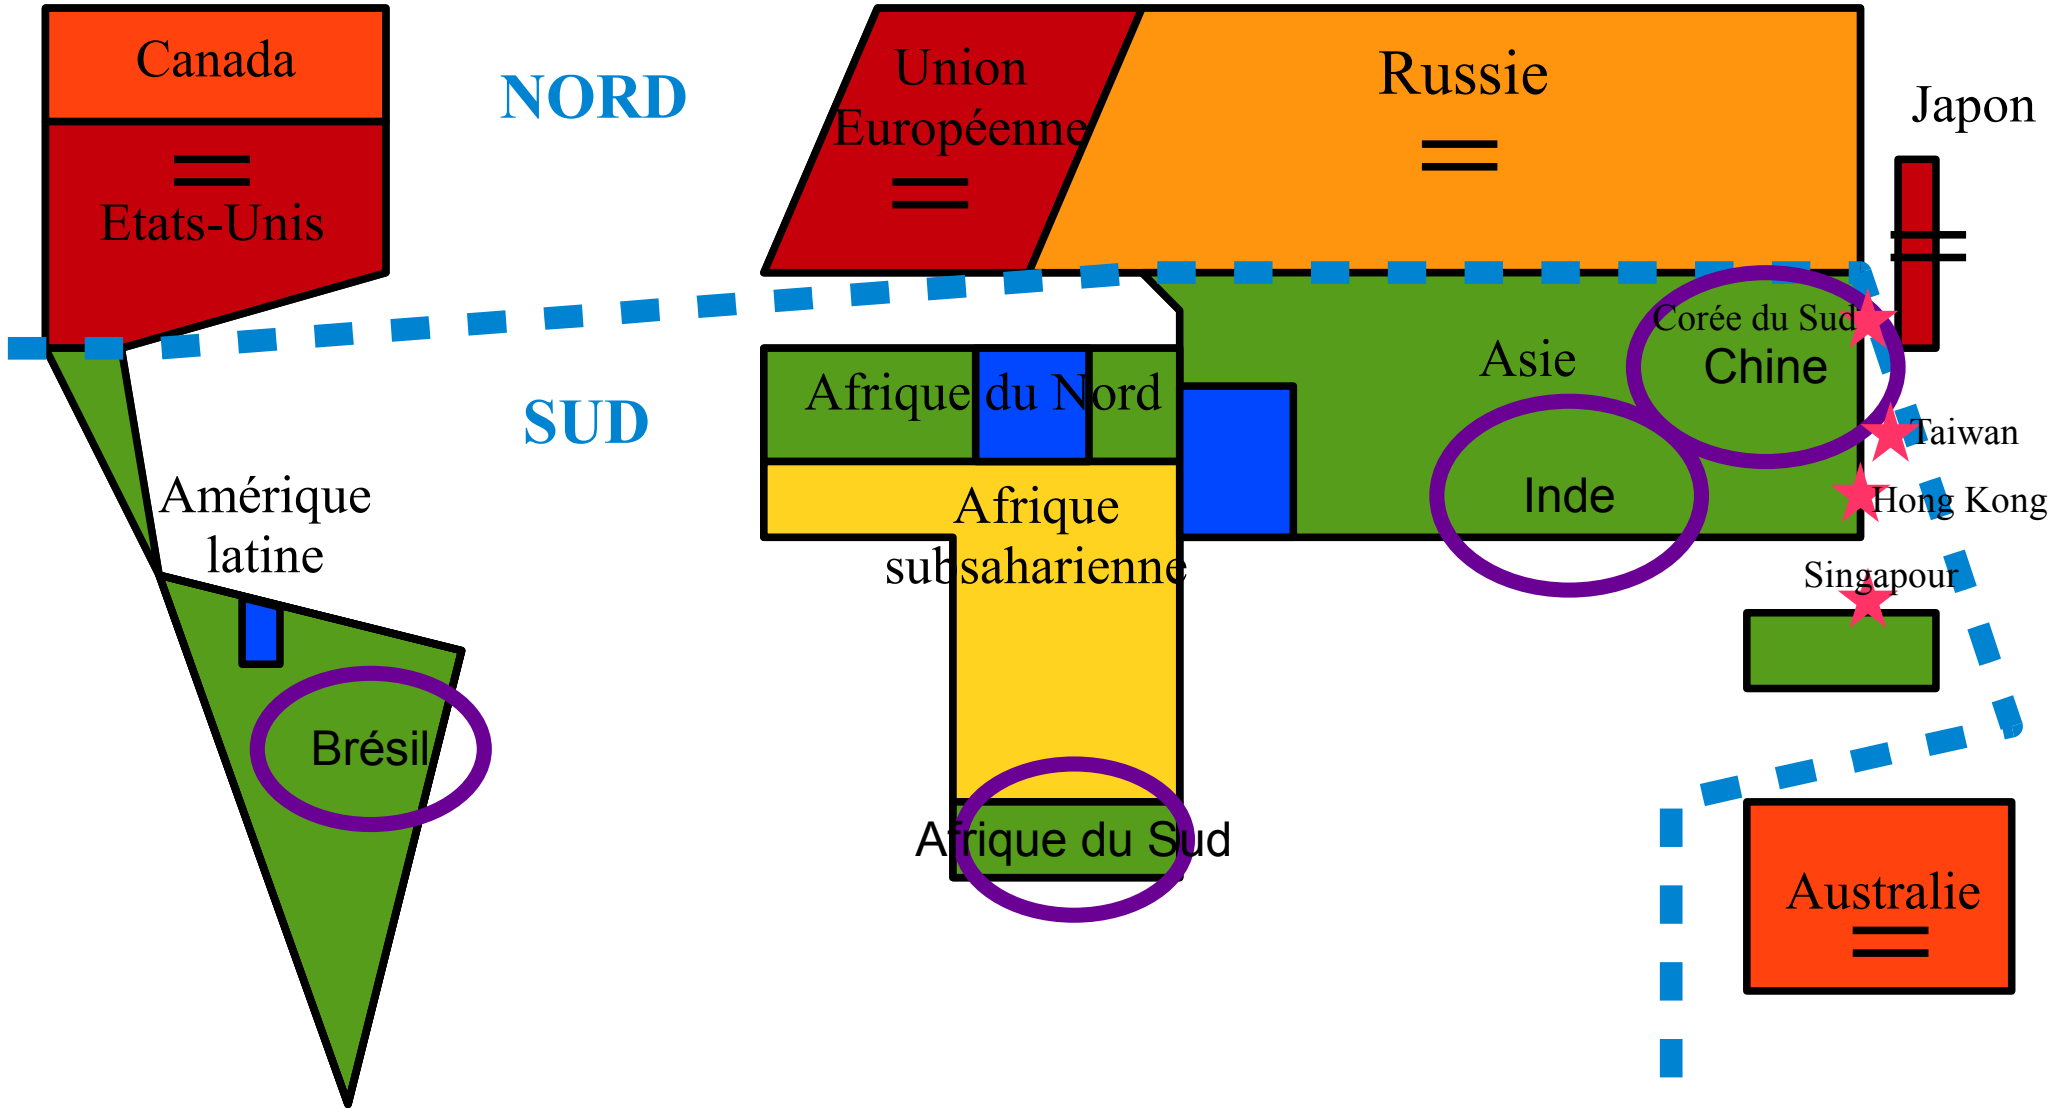 Canada
Etats-Unis
NORD
Union
Européenne
Russie
Japon
SUD
Afrique du Nord
Asie
Corée du Sud
Chine
Taiwan
Inde
Hong Kong
Amérique
latine
Afrique
subsaharienne
Singapour
Brésil
Afrique du Sud
Australie